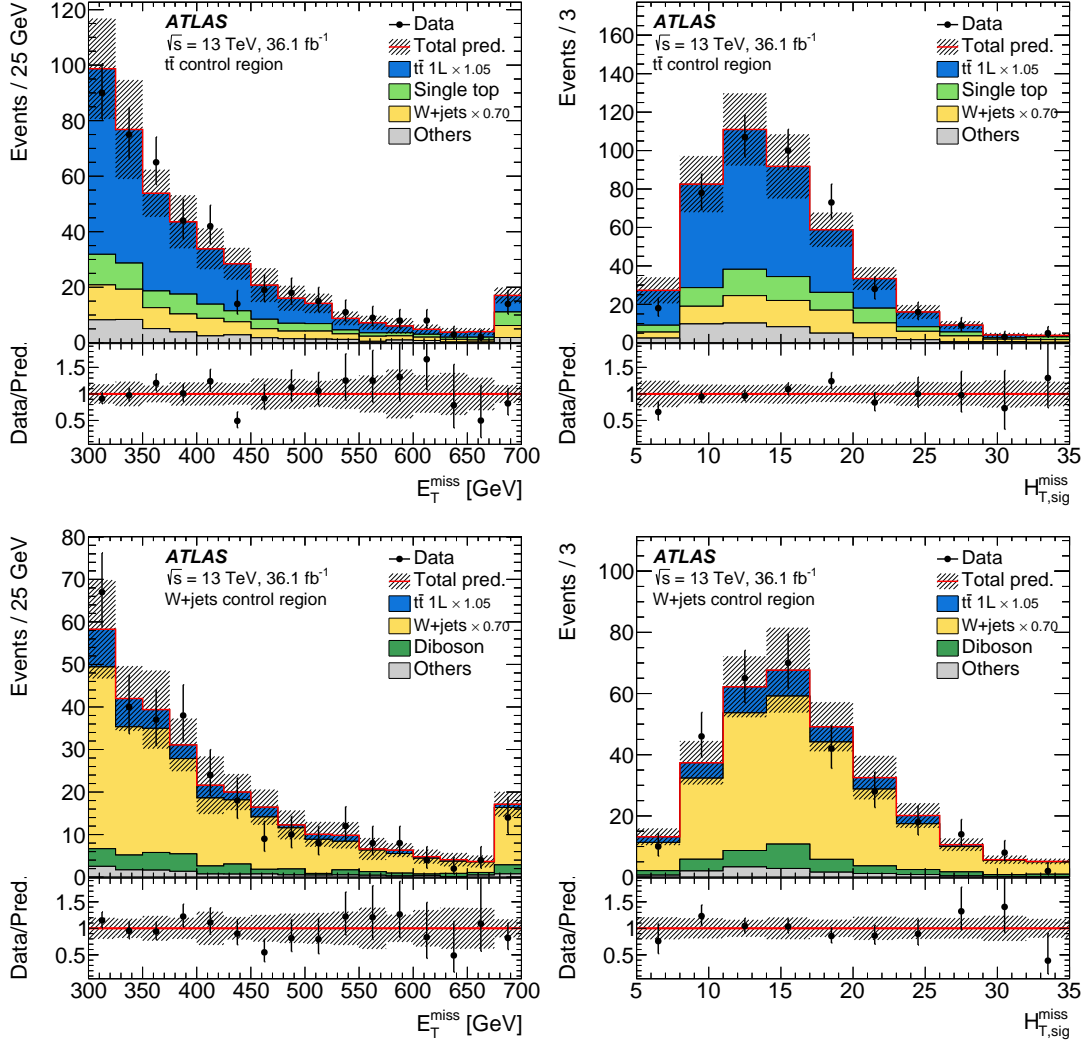 Events / 25 GeV
120
100
80
60
40
20
0
ATLAS
√s = 13 TeV, 36.1 fb⁻¹
tt̄ control region
Data
Total pred.
tt̄ 1L × 1.05
Single top
W+jets × 0.70
Others
Data/Pred.
1.5
1
0.5
300 350 400 450 500 550 600 650 700
E_T^miss [GeV]
Events / 3
160
140
120
100
80
60
40
20
0
ATLAS
√s = 13 TeV, 36.1 fb⁻¹
tt̄ control region
Data
Total pred.
tt̄ 1L × 1.05
Single top
W+jets × 0.70
Others
Data/Pred.
1.5
1
0.5
5 10 15 20 25 30 35
H_T,sig^miss
Events / 25 GeV
80
70
60
50
40
30
20
10
0
ATLAS
√s = 13 TeV, 36.1 fb⁻¹
W+jets control region
Data
Total pred.
tt̄ 1L × 1.05
W+jets × 0.70
Diboson
Others
Data/Pred.
1.5
1
0.5
300 350 400 450 500 550 600 650 700
E_T^miss [GeV]
Events / 3
100
80
60
40
20
0
ATLAS
√s = 13 TeV, 36.1 fb⁻¹
W+jets control region
Data
Total pred.
tt̄ 1L × 1.05
W+jets × 0.70
Diboson
Others
Data/Pred.
1.5
1
0.5
5 10 15 20 25 30 35
H_T,sig^miss